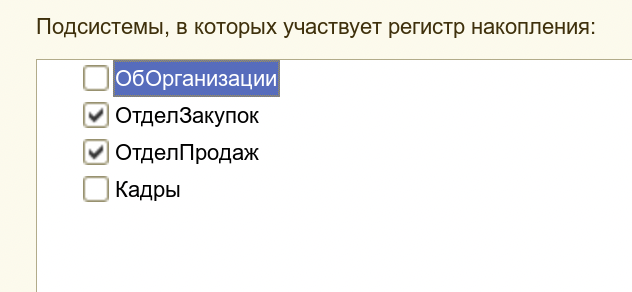 Подсистемы, в которых участвует регистр накопления:
ОбОрганизации
ОтделЗакупок
ОтделПродаж
Кадры